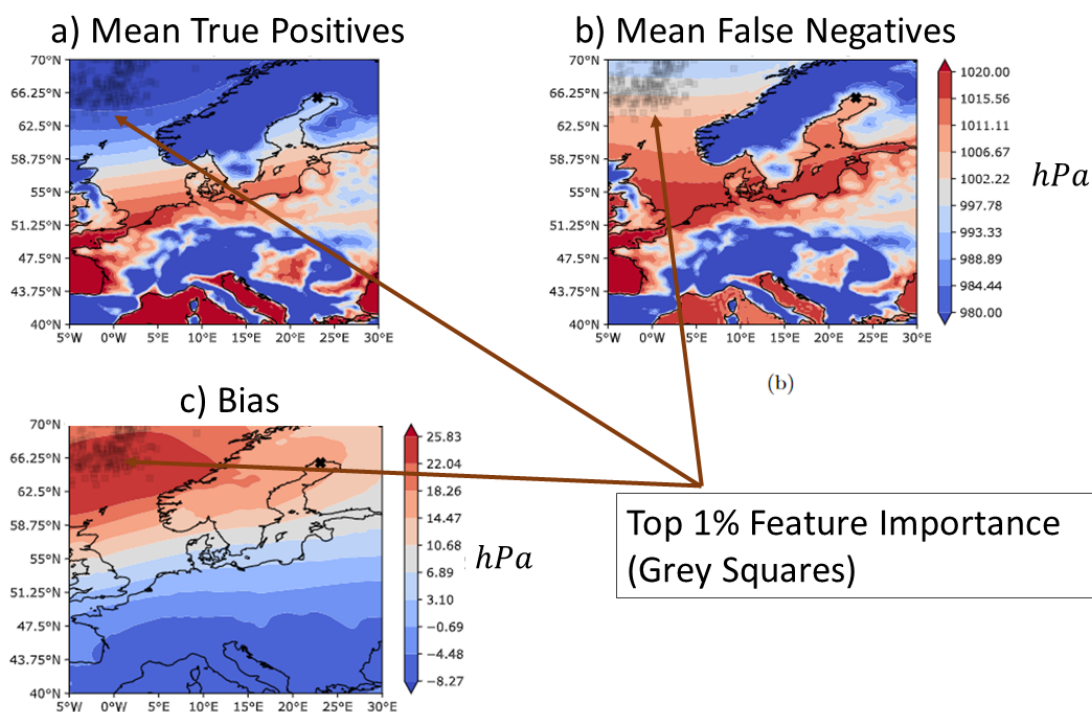 a) Mean True Positives
70°N
66.25°N
62.5°N
58.75°N
55°N
51.25°N
47.5°N
43.75°N
40°N
5°W 0°W 5°E 10°E 15°E 20°E 25°E 30°E
b) Mean False Negatives
70°N
66.25°N
62.5°N
58.75°N
55°N
51.25°N
47.5°N
43.75°N
40°N
5°W 0°W 5°E 10°E 15°E 20°E 25°E 30°E
1020.00
1015.56
1011.11
1006.67
1002.22
997.78
993.33
988.89
984.44
980.00
hPa
(b)
c) Bias
70°N
66.25°N
62.5°N
58.75°N
55°N
51.25°N
47.5°N
43.75°N
40°N
5°W 0°W 5°E 10°E 15°E 20°E 25°E 30°E
25.83
22.04
18.26
14.47
10.68
6.89
3.10
−0.69
−4.48
−8.27
hPa
Top 1% Feature Importance
(Grey Squares)